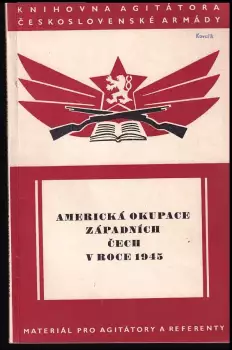 KNIHOVNA AGITÁTORA
ČESKOSLOVENSKÉ ARMÁDY
AMERICKÁ OKUPACE
ZÁPADNÍCH
ČECH
V ROCE 1945
MATERIÁL PRO AGITÁTORY A REFERENTY